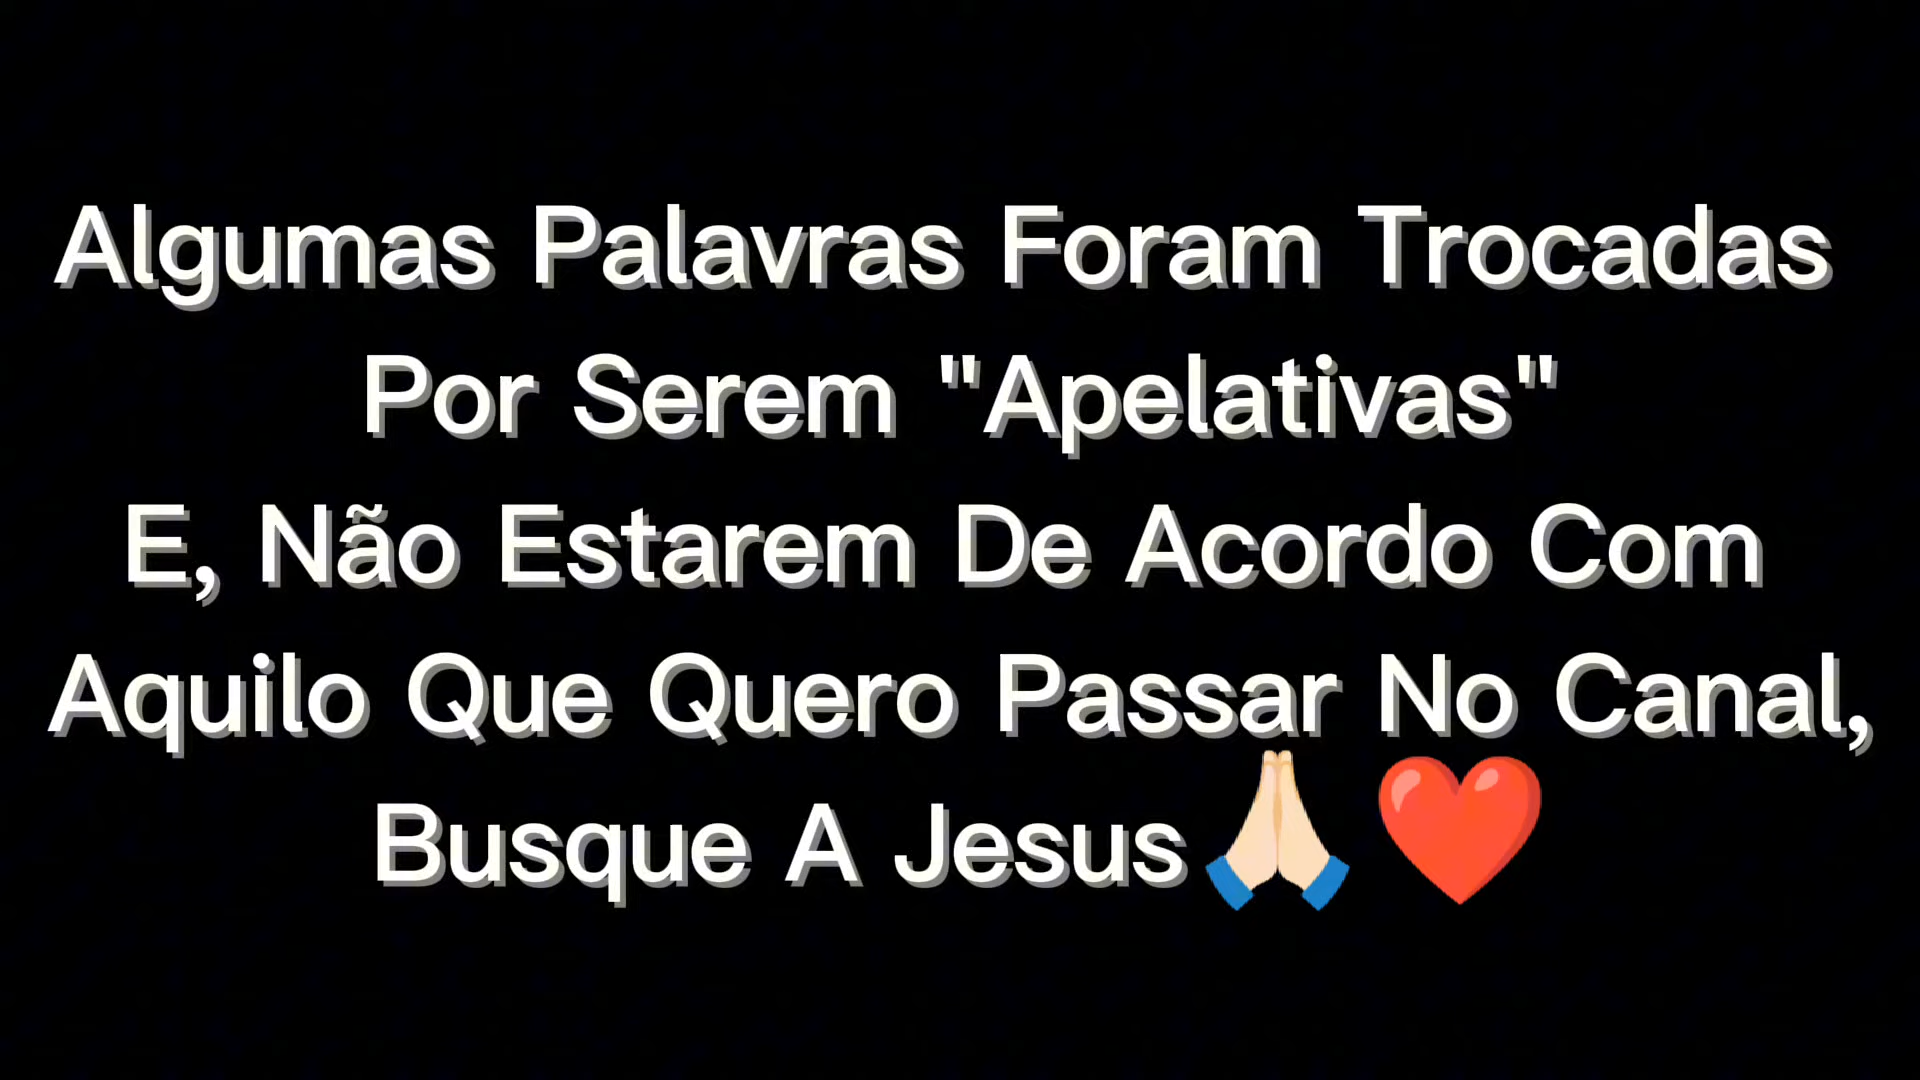 Algumas Palavras Foram Trocadas
Por Serem "Apelativas"
E, Não Estarem De Acordo Com
Aquilo Que Quero Passar No Canal,
Busque A Jesus🙏🏻❤️